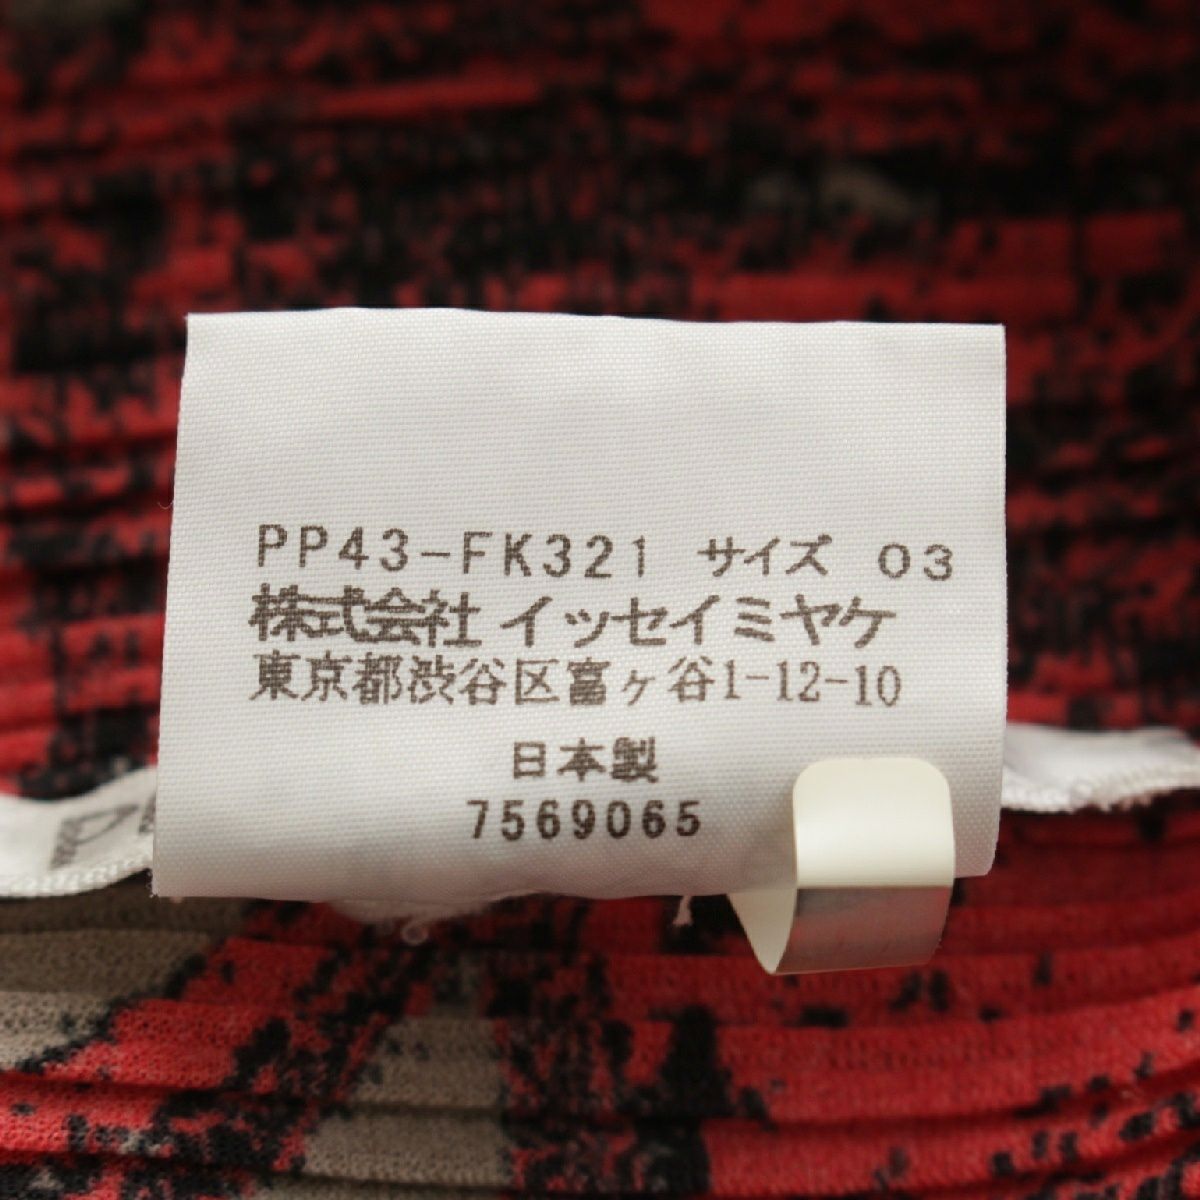 PP43-FK321 サイズ 03
株式会社 イッセイミヤケ
東京都渋谷区富ヶ谷1-12-10
日本製
7569065